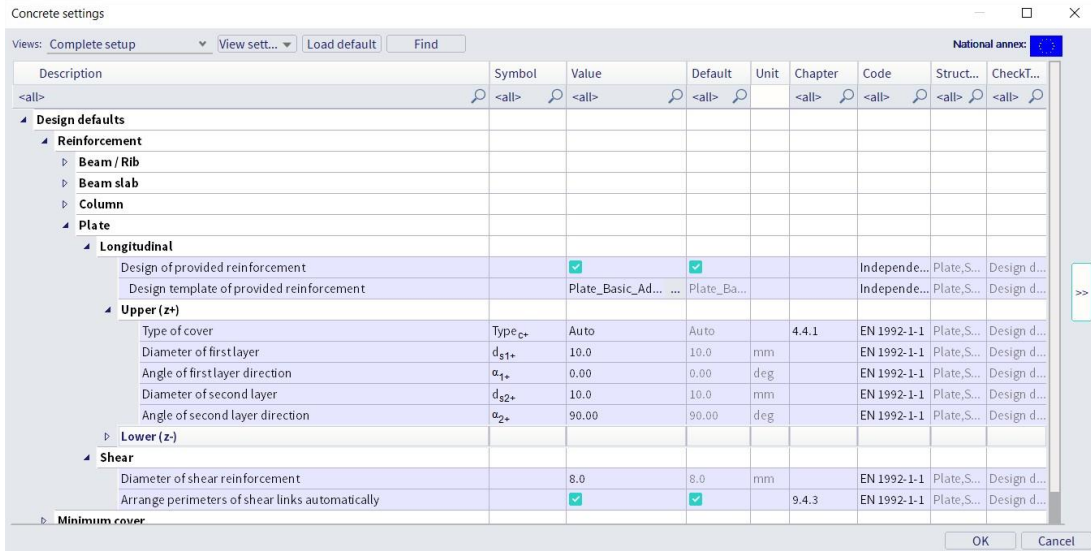 Concrete settings
Views: Complete setup View sett... Load default Find National annex:
Description Symbol Value Default Unit Chapter Code Struct... CheckT...
<all> <all> <all> <all> <all> <all> <all> <all>
Design defaults
Reinforcement
Beam / Rib
Beam slab
Column
Plate
Longitudinal
Design of provided reinforcement Independe... Plate,S... Design d...
Design template of provided reinforcement Plate_Basic_Ad... ... Plate_Ba... Independe... Plate,S... Design d...
Upper (z+)
Type of cover Type c+ Auto Auto 4.4.1 EN 1992-1-1 Plate,S... Design d...
Diameter of first layer d s1+ 10.0 10.0 mm EN 1992-1-1 Plate,S... Design d...
Angle of first layer direction α 1+ 0.00 0.00 deg EN 1992-1-1 Plate,S... Design d...
Diameter of second layer d s2+ 10.0 10.0 mm EN 1992-1-1 Plate,S... Design d...
Angle of second layer direction α 2+ 90.00 90.00 deg EN 1992-1-1 Plate,S... Design d...
Lower (z-)
Shear
Diameter of shear reinforcement 8.0 8.0 mm EN 1992-1-1 Plate,S... Design d...
Arrange perimeters of shear links automatically 9.4.3 EN 1992-1-1 Plate,S... Design d...
Minimum cover
>>
OK Cancel